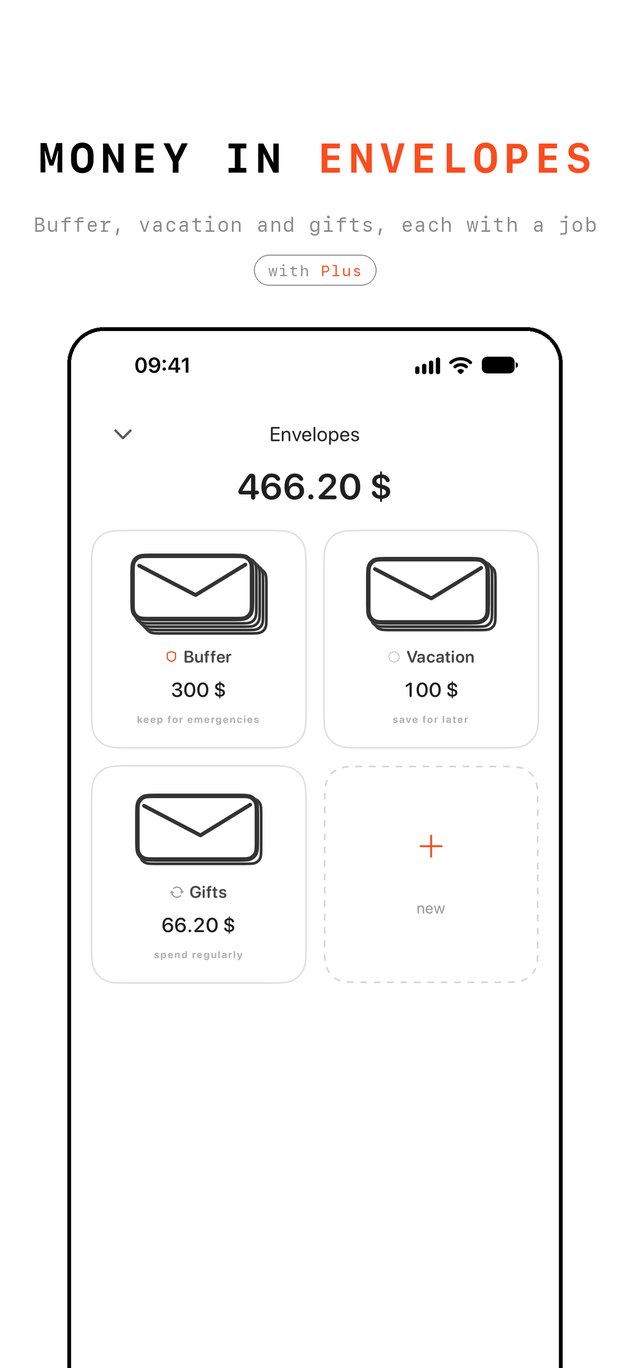 MONEY IN ENVELOPES
Buffer, vacation and gifts, each with a job
with Plus
09:41
Envelopes
466.20 $
Buffer
300 $
keep for emergencies
Vacation
100 $
save for later
Gifts
66.20 $
spend regularly
new